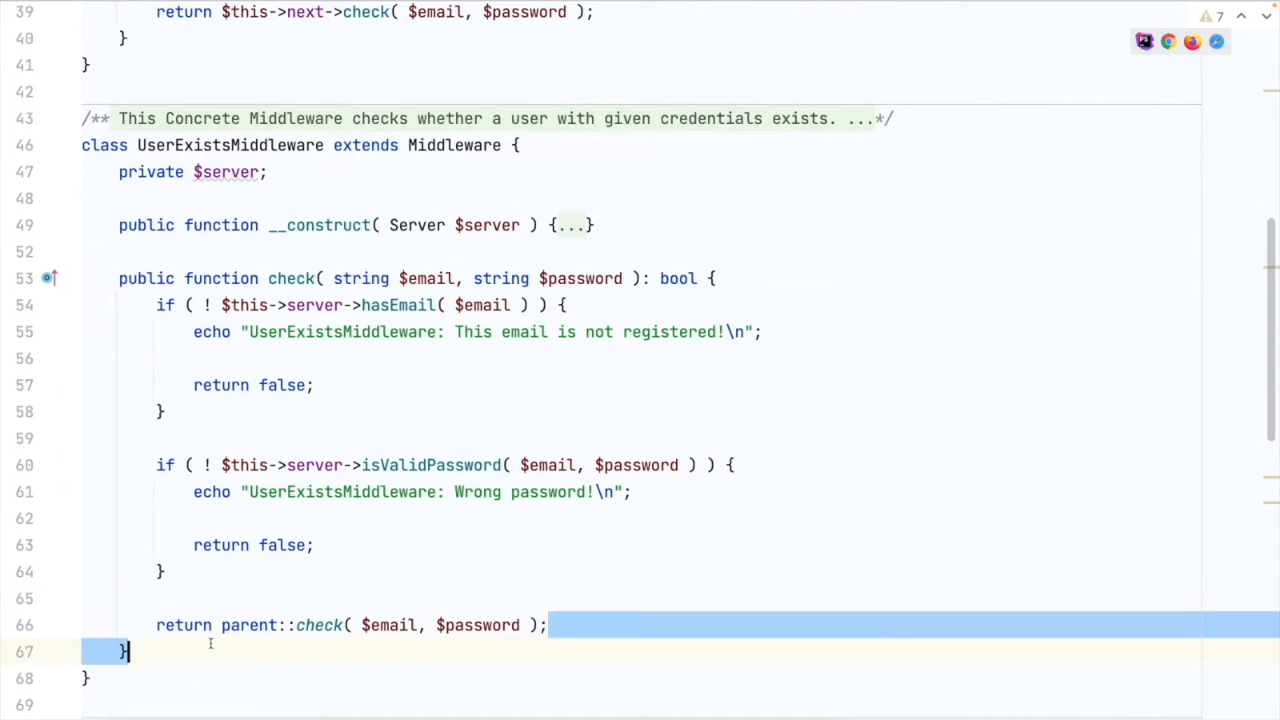 39 return $this->next->check( $email, $password );
40 }
41 }
42
43 /** This Concrete Middleware checks whether a user with given credentials exists. ...*/
46 class UserExistsMiddleware extends Middleware {
47 private $server;
48
49 public function __construct( Server $server ) {...}
52
53 public function check( string $email, string $password ): bool {
54 if ( ! $this->server->hasEmail( $email ) ) {
55 echo "UserExistsMiddleware: This email is not registered!\n";
56
57 return false;
58 }
59
60 if ( ! $this->server->isValidPassword( $email, $password ) ) {
61 echo "UserExistsMiddleware: Wrong password!\n";
62
63 return false;
64 }
65
66 return parent::check( $email, $password );
67 }
68 }
69
7
PS